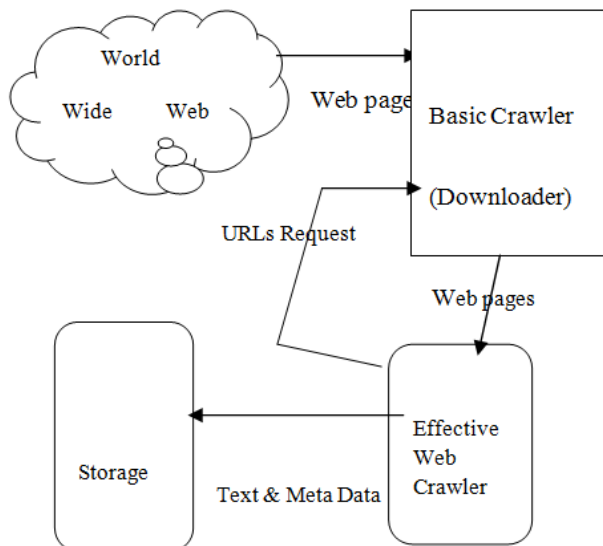 World
Wide Web
Web page
Basic Crawler
(Downloader)
URLs Request
Web pages
Effective
Web
Crawler
Storage
Text & Meta Data